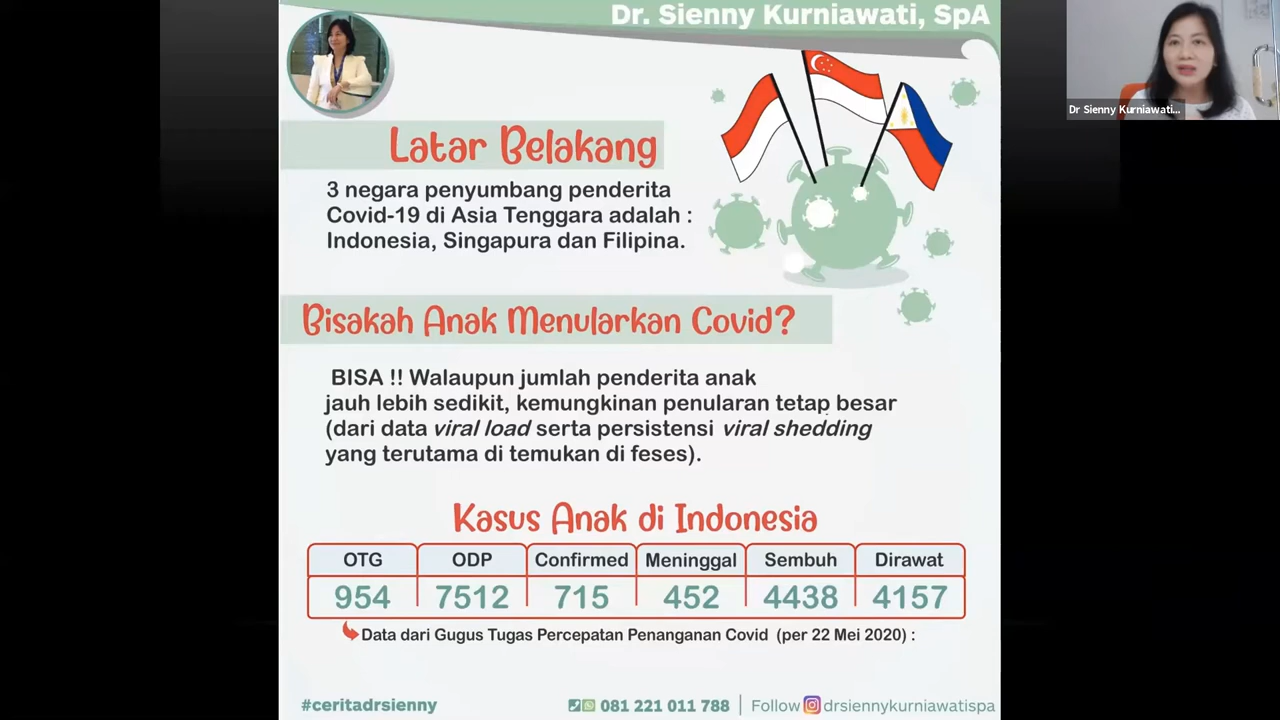 Dr. Sienny Kurniawati, SpA
Dr Sienny Kurniawati...
Latar Belakang
3 negara penyumbang penderita
Covid-19 di Asia Tenggara adalah :
Indonesia, Singapura dan Filipina.
Bisakah Anak Menularkan Covid?
BISA !! Walaupun jumlah penderita anak
jauh lebih sedikit, kemungkinan penularan tetap besar
(dari data viral load serta persistensi viral shedding
yang terutama di temukan di feses).
Kasus Anak di Indonesia
OTG ODP Confirmed Meninggal Sembuh Dirawat
954 7512 715 452 4438 4157
Data dari Gugus Tugas Percepatan Penanganan Covid (per 22 Mei 2020) :
#ceritadrsienny 081 221 011 788 | Follow drsiennykurniawatispa